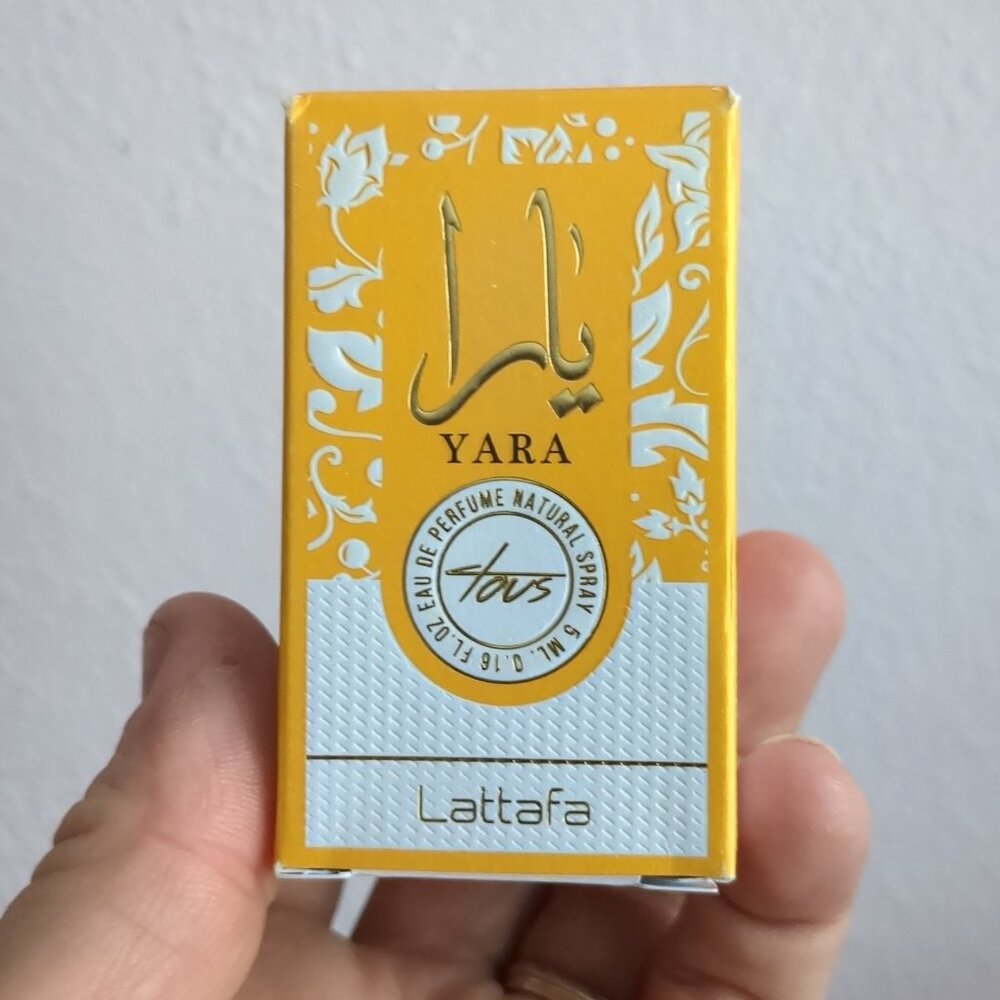 يارا
YARA
EAU DE PERFUME NATURAL SPRAY 5 ML. 0.16 FL.OZ
tous
Lattafa